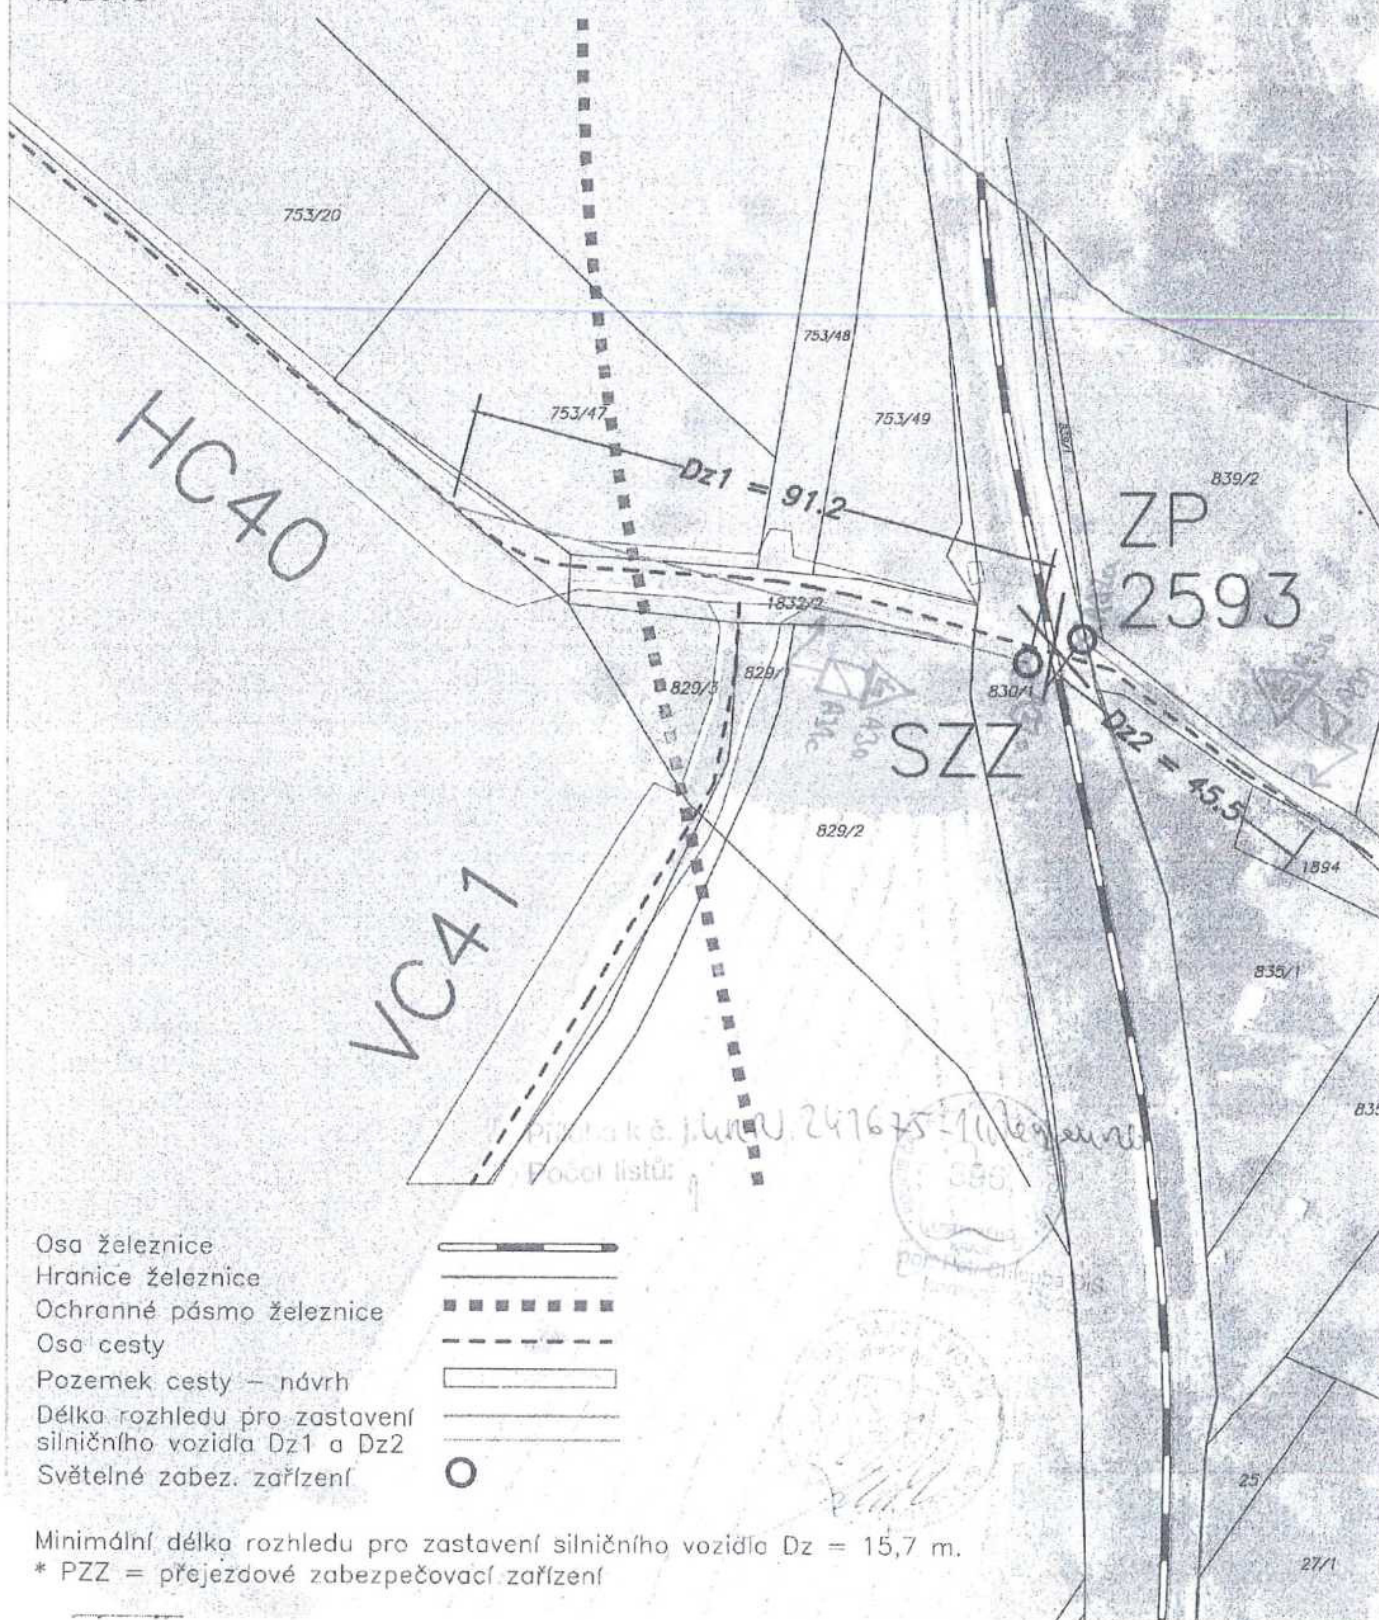 753/20
753/48
753/47
753/49
HC40
Dz1 = 91.2
839/2
ZP
2593
1832/2
829/3
829/1
830/1
SZZ
Dz2 = 45.5
829/2
1894
VC41
835/1
Počet listů: 1
Osa železnice
Hranice železnice
Ochranné pásmo železnice
Osa cesty
Pozemek cesty – návrh
Délka rozhledu pro zastavení
silničního vozidla Dz1 a Dz2
Světelné zabez. zařízení
25
Minimální délka rozhledu pro zastavení silničního vozidla Dz = 15,7 m.
* PZZ = přejezdové zabezpečovací zařízení
27/1